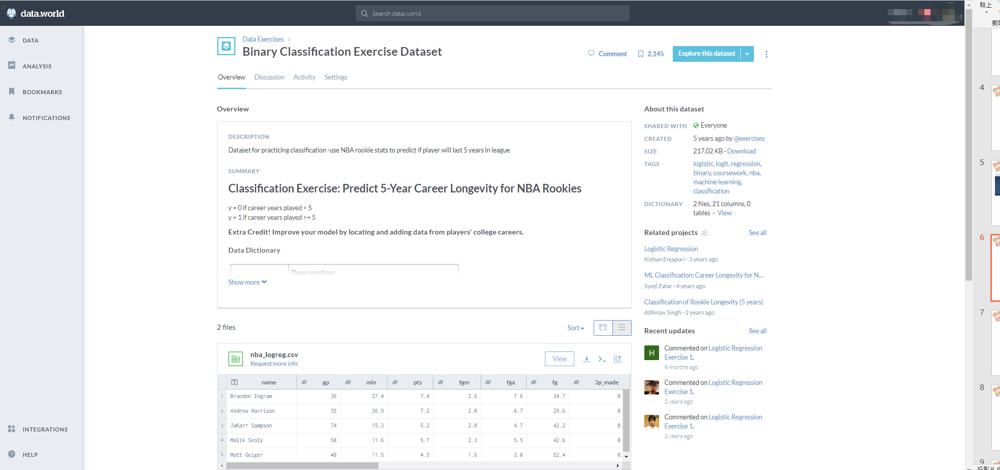 data.world
Search data.world
DATA
ANALYSIS
BOOKMARKS
NOTIFICATIONS
INTEGRATIONS
HELP
Data Exercises
Binary Classification Exercise Dataset
Comment
2,145
Explore this dataset
Overview Discussion Activity Settings
Overview
DESCRIPTION
Dataset for practicing classification -use NBA rookie stats to predict if player will last 5 years in league
SUMMARY
Classification Exercise: Predict 5-Year Career Longevity for NBA Rookies
y = 0 if career years played < 5
y = 1 if career years played >= 5
Extra Credit! Improve your model by locating and adding data from players' college careers.
Data Dictionary
Description
Show more
2 files
Sort
nba_logreg.csv
Request more info
View
name # gp # min # pts # fgm # fga # fg # 3p_made
1 Brandon Ingram 36 27.4 7.4 2.6 7.6 34.7 0.
2 Andrew Harrison 35 26.9 7.2 2.0 6.7 29.6 0.
3 JaKarr Sampson 74 15.3 5.2 2.0 4.7 42.2 0.
4 Malik Sealy 58 11.6 5.7 2.3 5.5 42.6 0.
5 Matt Geiger 48 11.5 4.5 1.6 3.0 52.4 0.
About this dataset
SHARED WITH Everyone
CREATED 5 years ago by @exercises
SIZE 217.02 KB · Download
TAGS logistic, logit, regression,
binary, coursework, nba,
machine learning,
classification
DICTIONARY 2 files, 21 columns, 0
tables · View
Related projects (8) See all
Logistic Regression
Kishan Enjapuri · 3 years ago
ML Classification: Career Longevity for N...
Syed Zafar · 4 years ago
Classification of Rookie Longevity (5 years)
Abhinav Singh · 2 years ago
Recent updates See all
H
Commented on Logistic Regression
Exercise 1.
6 months ago
Commented on Logistic Regression
Exercise 1.
2 years ago
Commented on Logistic Regression
Exercise 1.
2 years ago
貼上
4
5
6
7
8
9
投影片 6